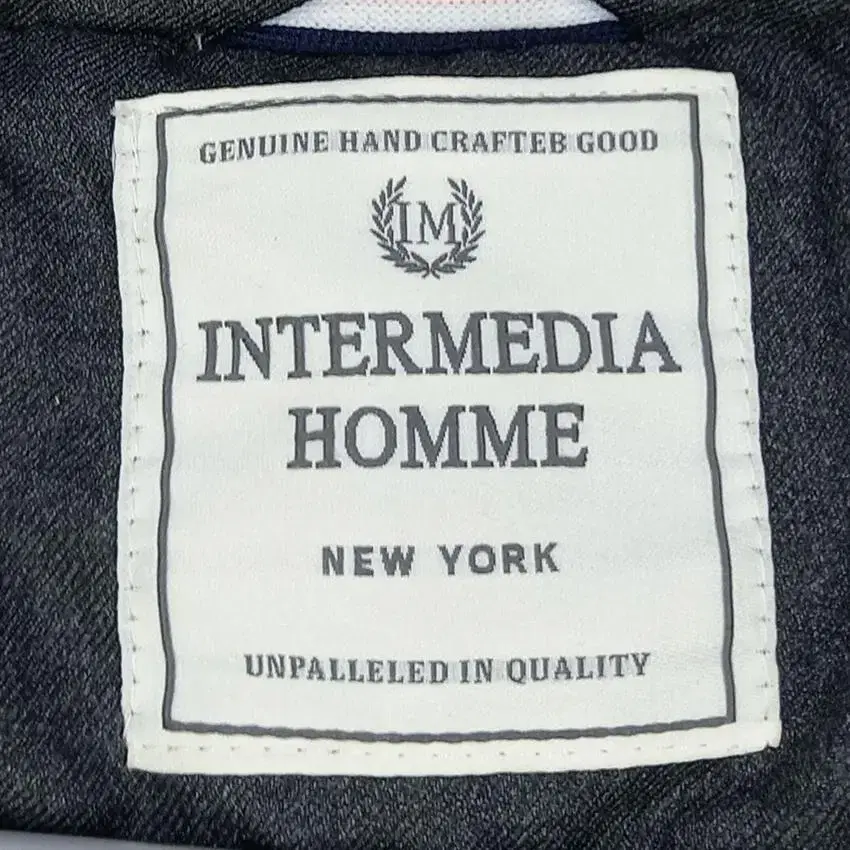 GENUINE HAND CRAFTEB GOOD
IM
INTERMEDIA
HOMME
NEW YORK
UNPALLELED IN QUALITY